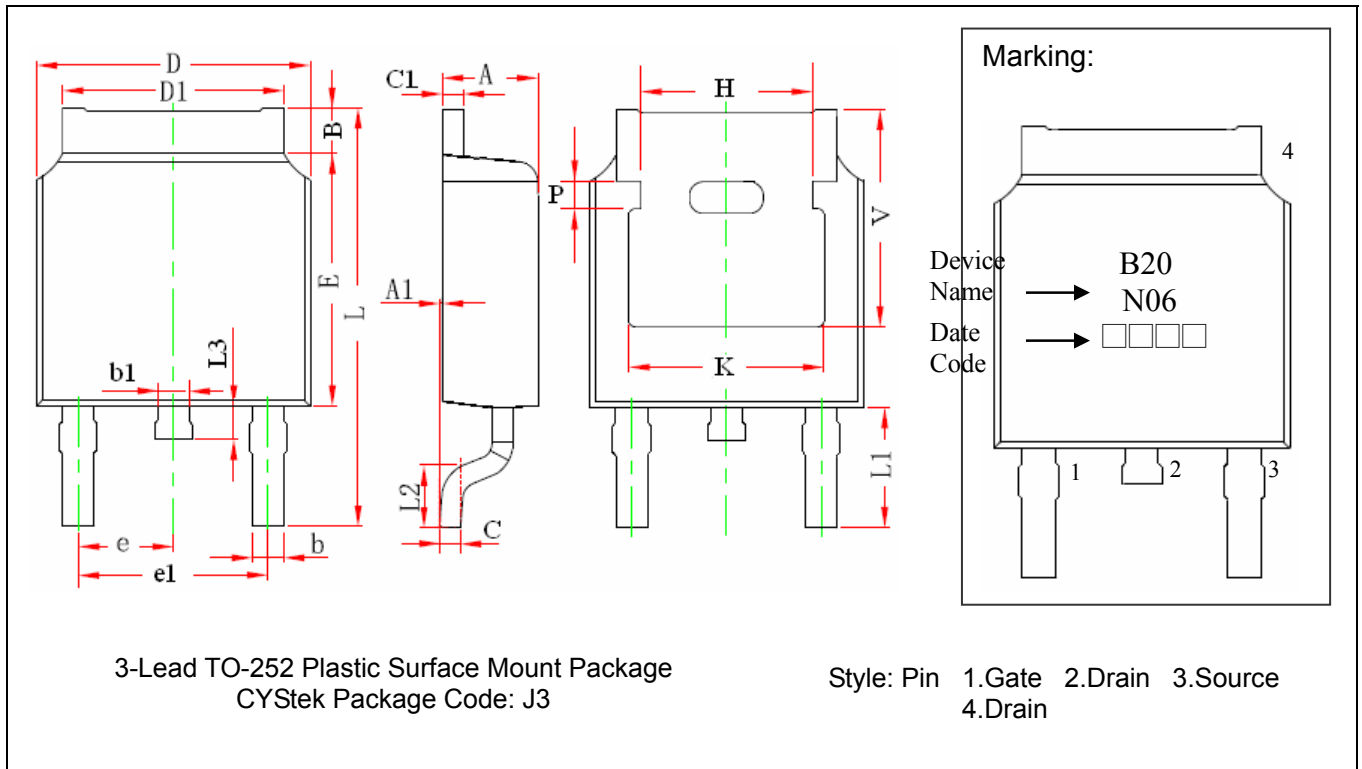 D
D1
B
E
L
L3
b1
e
e1
b
C1
A
A1
L2
C
H
P
V
K
L1
Marking:
4
Device
Name
B20
N06
Date
Code
□□□□
1
2
3
3-Lead TO-252 Plastic Surface Mount Package
CYStek Package Code: J3
Style: Pin 1.Gate 2.Drain 3.Source
4.Drain